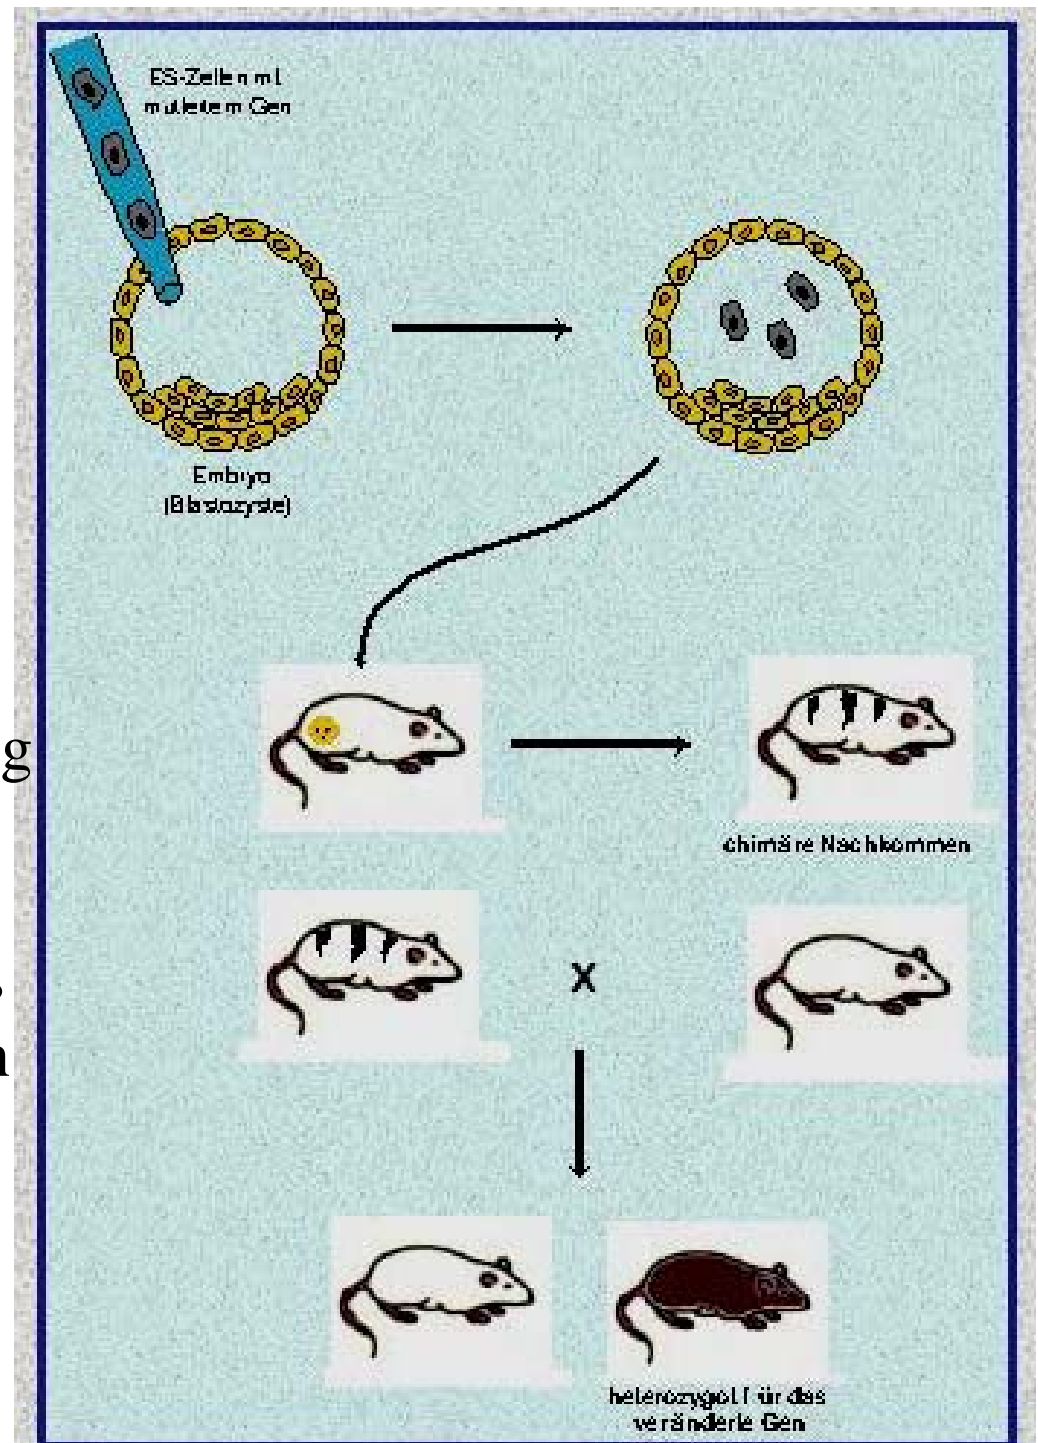 ES-Zellen mit
mutiertem Gen
Embryo
(Blastozyste)
g
chimäre Nachkommen
X
n
heterozygot für das
veränderte Gen